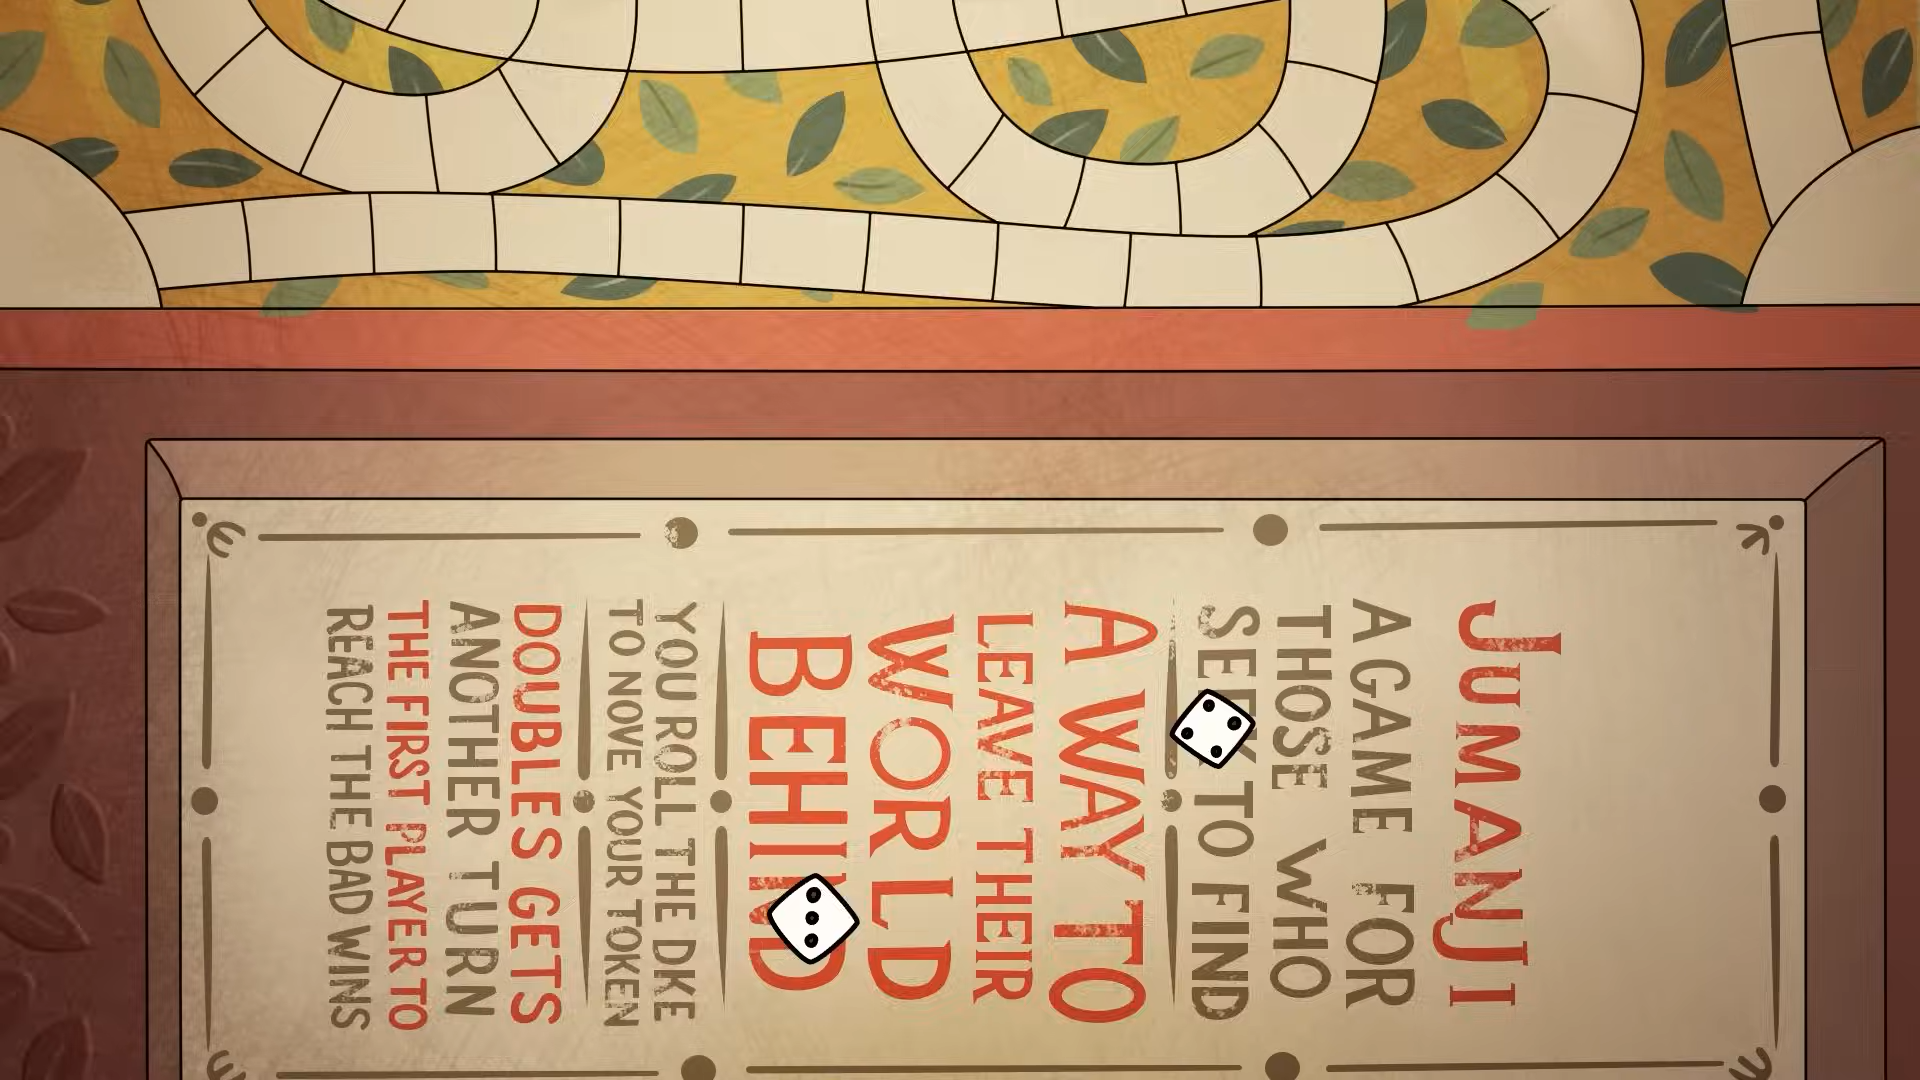 JUMANJI
A GAME FOR
THOSE WHO
SEEK TO FIND
A WAY TO
LEAVE THEIR
WORLD
BEHIND
YOU ROLL THE DKE
TO NOVE YOUR TOKEN
DOUBLES GETS
ANOTHER TURN
THE FIRST PLAYER TO
REACH THE BAD WINS